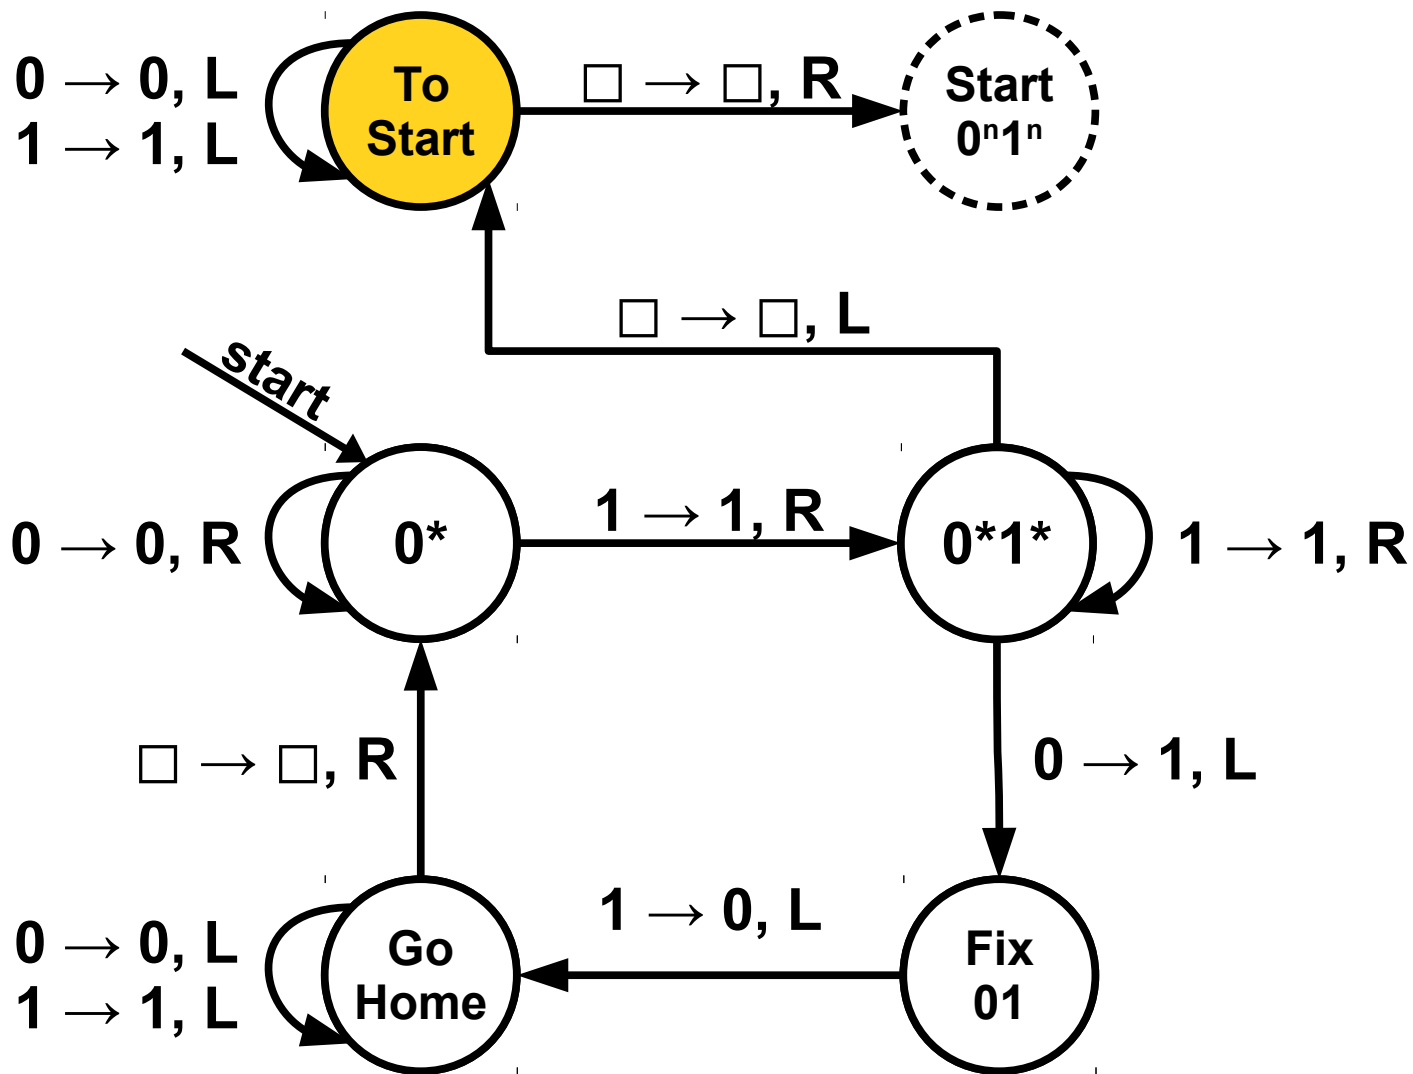 To
Start
0 → 0, L
1 → 1, L
□ → □, R
Start
0ⁿ1ⁿ
□ → □, L
start
0 → 0, R
0*
1 → 1, R
0*1*
1 → 1, R
□ → □, R
0 → 1, L
0 → 0, L
1 → 1, L
Go
Home
1 → 0, L
Fix
01